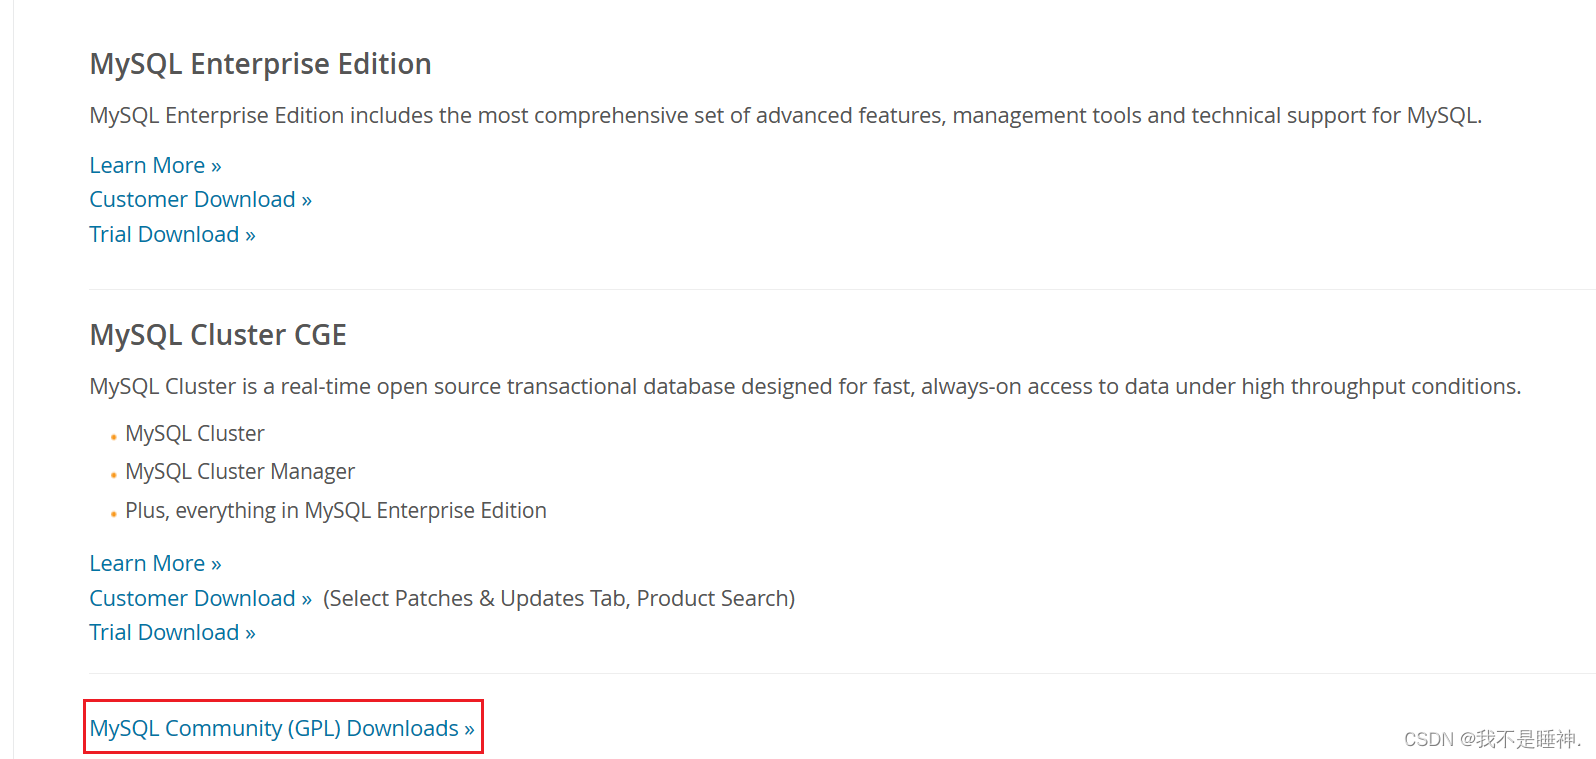 MySQL Enterprise Edition
MySQL Enterprise Edition includes the most comprehensive set of advanced features, management tools and technical support for MySQL.
Learn More »
Customer Download »
Trial Download »
MySQL Cluster CGE
MySQL Cluster is a real-time open source transactional database designed for fast, always-on access to data under high throughput conditions.
• MySQL Cluster
• MySQL Cluster Manager
• Plus, everything in MySQL Enterprise Edition
Learn More »
Customer Download » (Select Patches & Updates Tab, Product Search)
Trial Download »
MySQL Community (GPL) Downloads »
CSDN @我不是睡神.